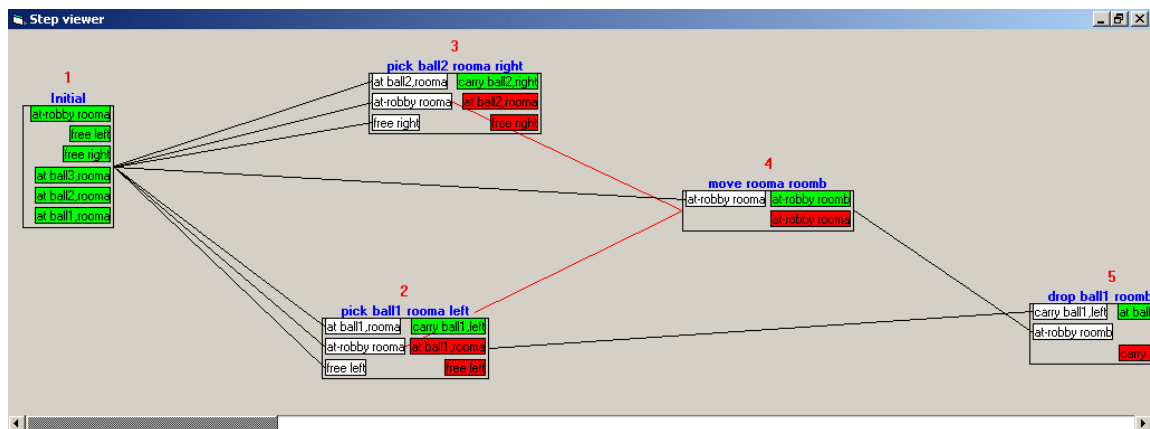 Step viewer
3
pick ball2 rooma right
at ball2,rooma carry ball2,right
at-robby rooma at ball2,rooma
free right free right
1
Initial
at-robby rooma
free left
free right
at ball3,rooma
at ball2,rooma
at ball1,rooma
4
move rooma roomb
at-robby rooma at-robby roomb
at-robby rooma
2
pick ball1 rooma left
at ball1,rooma carry ball1,left
at-robby rooma at ball1,rooma
free left free left
5
drop ball1 roomb
carry ball1,left at ball
at-robby roomb
carry